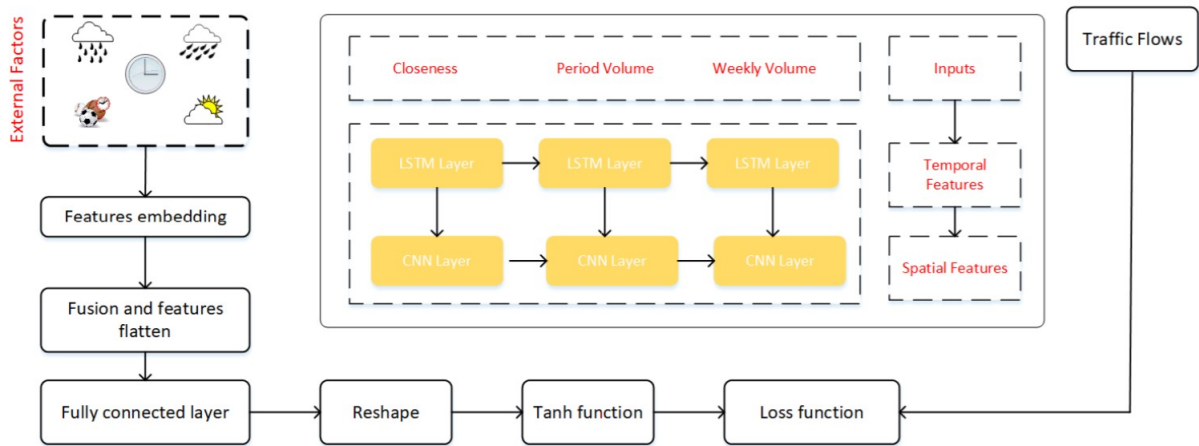 External Factors
Features embedding
Fusion and features
flatten
Fully connected layer
Reshape
Tanh function
Loss function
Closeness
Period Volume
Weekly Volume
LSTM Layer
LSTM Layer
LSTM Layer
CNN Layer
CNN Layer
CNN Layer
Inputs
Temporal
Features
Spatial Features
Traffic Flows